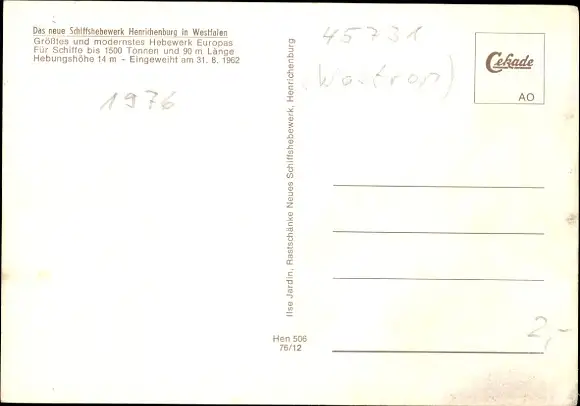 Das neue Schiffshebewerk Henrichenburg in Westfalen
Größtes und modernstes Hebewerk Europas
Für Schiffe bis 1500 Tonnen und 90 m Länge
Hebungshöhe 14 m – Eingeweiht am 31. 8. 1962
1976
Ilse Jardin, Rastschänke Neues Schiffshebewerk, Henrichenburg
Hen 506
76/12
45731
Cekade
AO
2,-